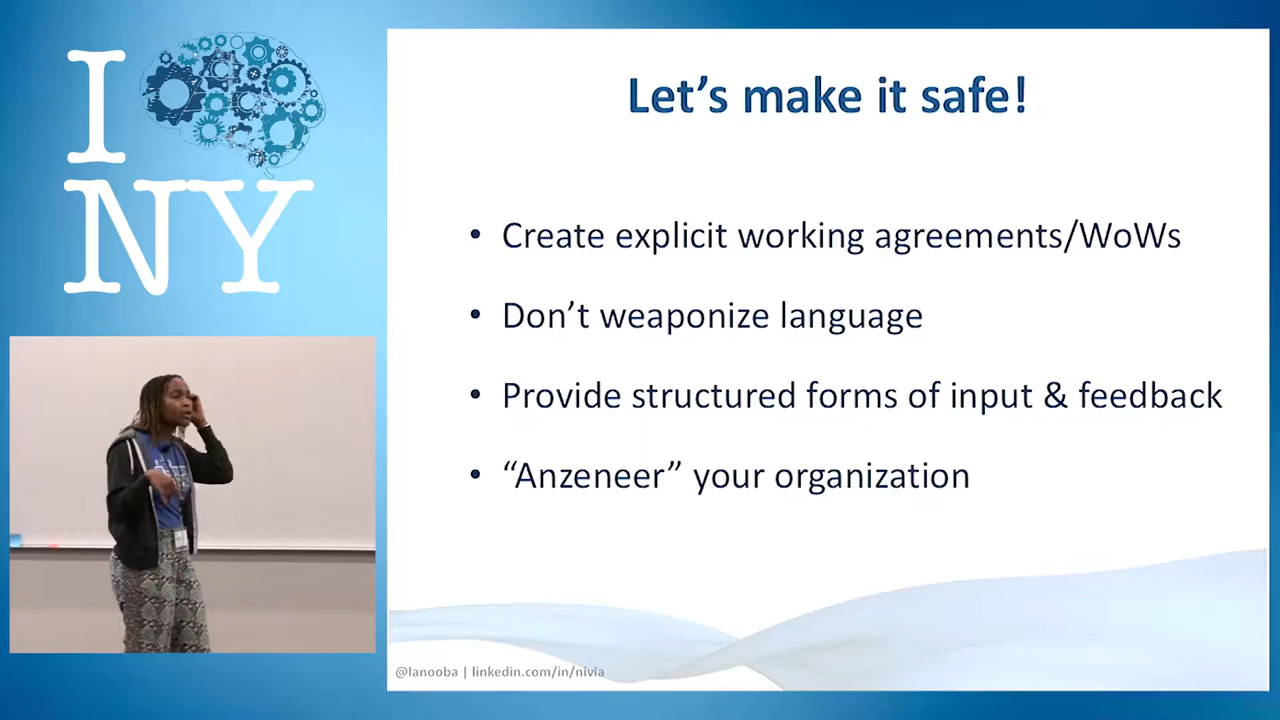 I
NY
Let’s make it safe!
• Create explicit working agreements/WoWs
• Don’t weaponize language
• Provide structured forms of input & feedback
• “Anzeneer” your organization
@lanooba | linkedin.com/in/nivia